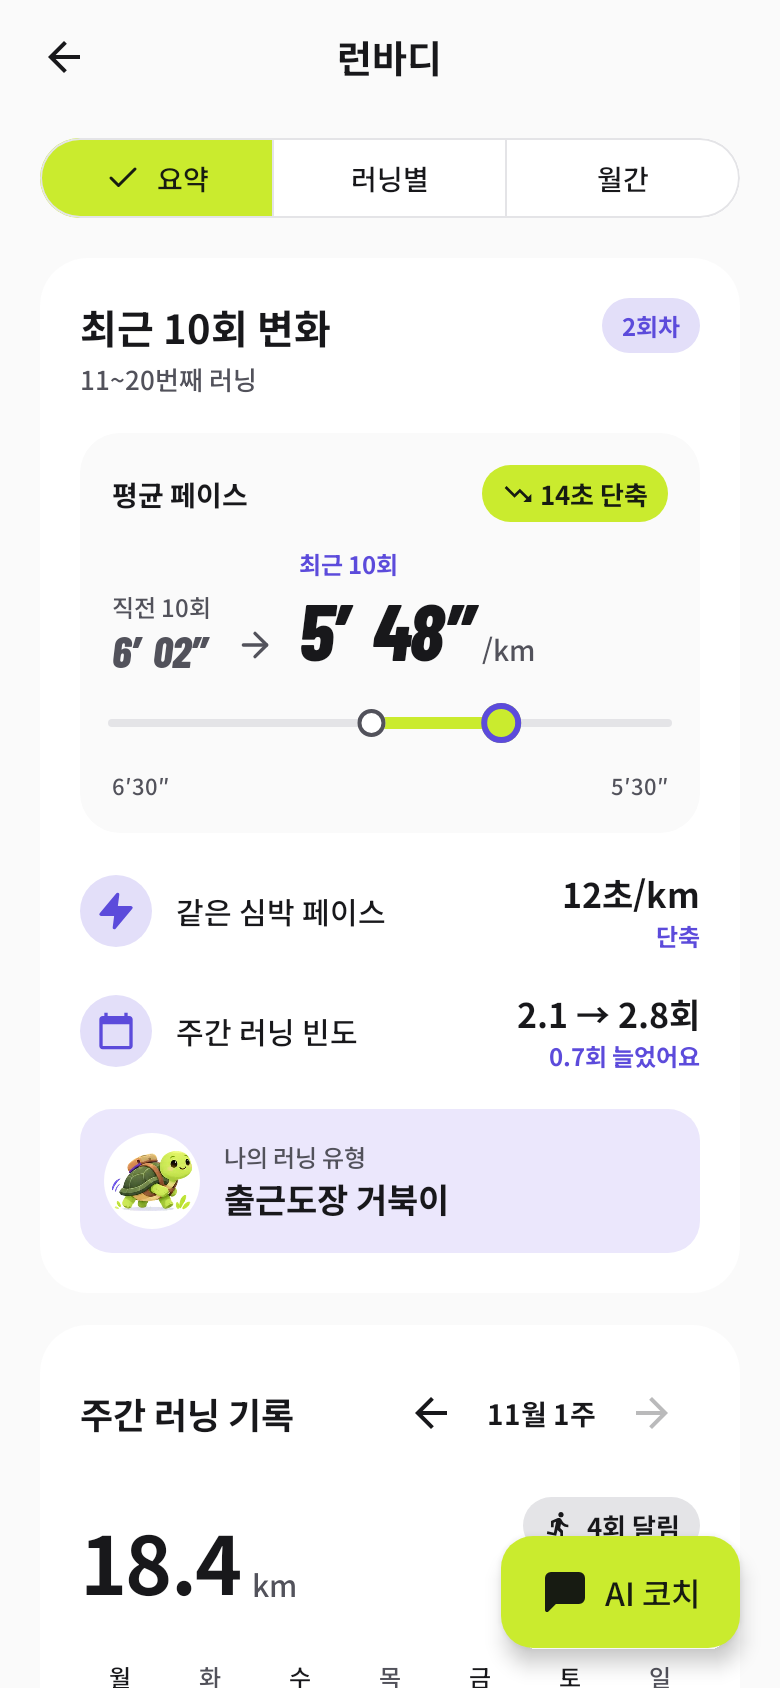 런바디
요약
러닝별
월간
최근 10회 변화
2회차
11~20번째 러닝
평균 페이스
14초 단축
직전 10회
6′ 02″
최근 10회
5′ 48″ /km
6′30″
5′30″
같은 심박 페이스
12초/km
단축
주간 러닝 빈도
2.1 → 2.8회
0.7회 늘었어요
나의 러닝 유형
출근도장 거북이
주간 러닝 기록
11월 1주
18.4 km
4회 달림
AI 코치
월 화 수 목 금 토 일